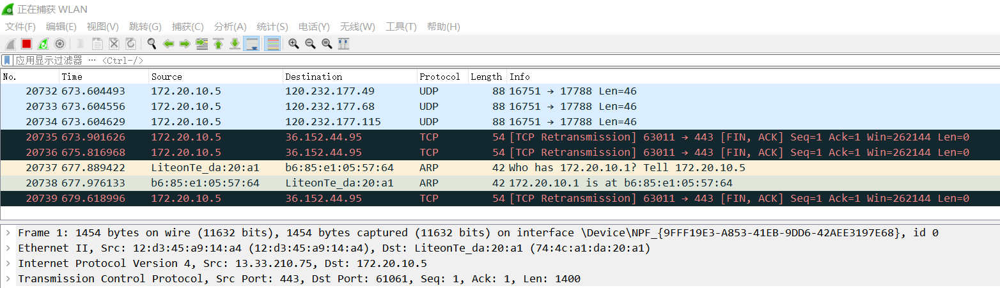 正在捕获 WLAN
文件(F) 编辑(E) 视图(V) 跳转(G) 捕获(C) 分析(A) 统计(S) 电话(Y) 无线(W) 工具(T) 帮助(H)
应用显示过滤器 … <Ctrl-/>
No. Time Source Destination Protocol Length Info
20732 673.604493 172.20.10.5 120.232.177.49 UDP 88 16751 → 17788 Len=46
20733 673.604556 172.20.10.5 120.232.177.68 UDP 88 16751 → 17788 Len=46
20734 673.604629 172.20.10.5 120.232.177.115 UDP 88 16751 → 17788 Len=46
20735 673.901626 172.20.10.5 36.152.44.95 TCP 54 [TCP Retransmission] 63011 → 443 [FIN, ACK] Seq=1 Ack=1 Win=262144 Len=0
20736 675.816968 172.20.10.5 36.152.44.95 TCP 54 [TCP Retransmission] 63011 → 443 [FIN, ACK] Seq=1 Ack=1 Win=262144 Len=0
20737 677.889422 LiteonTe_da:20:a1 b6:85:e1:05:57:64 ARP 42 Who has 172.20.10.1? Tell 172.20.10.5
20738 677.976133 b6:85:e1:05:57:64 LiteonTe_da:20:a1 ARP 42 172.20.10.1 is at b6:85:e1:05:57:64
20739 679.618996 172.20.10.5 36.152.44.95 TCP 54 [TCP Retransmission] 63011 → 443 [FIN, ACK] Seq=1 Ack=1 Win=262144 Len=0
Frame 1: 1454 bytes on wire (11632 bits), 1454 bytes captured (11632 bits) on interface \Device\NPF_{9FFF19E3-A853-41EB-9DD6-42AEE3197E68}, id 0
Ethernet II, Src: 12:d3:45:a9:14:a4 (12:d3:45:a9:14:a4), Dst: LiteonTe_da:20:a1 (74:4c:a1:da:20:a1)
Internet Protocol Version 4, Src: 13.33.210.75, Dst: 172.20.10.5
Transmission Control Protocol, Src Port: 443, Dst Port: 61061, Seq: 1, Ack: 1, Len: 1400